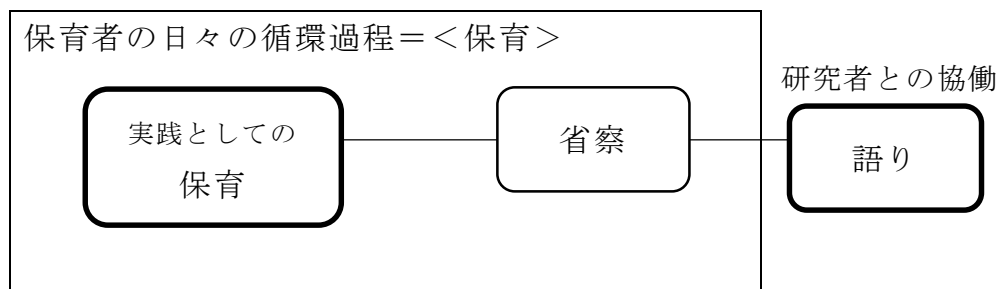 保育者の日々の循環過程＝＜保育＞
研究者との協働
実践としての
保育
省察
語り